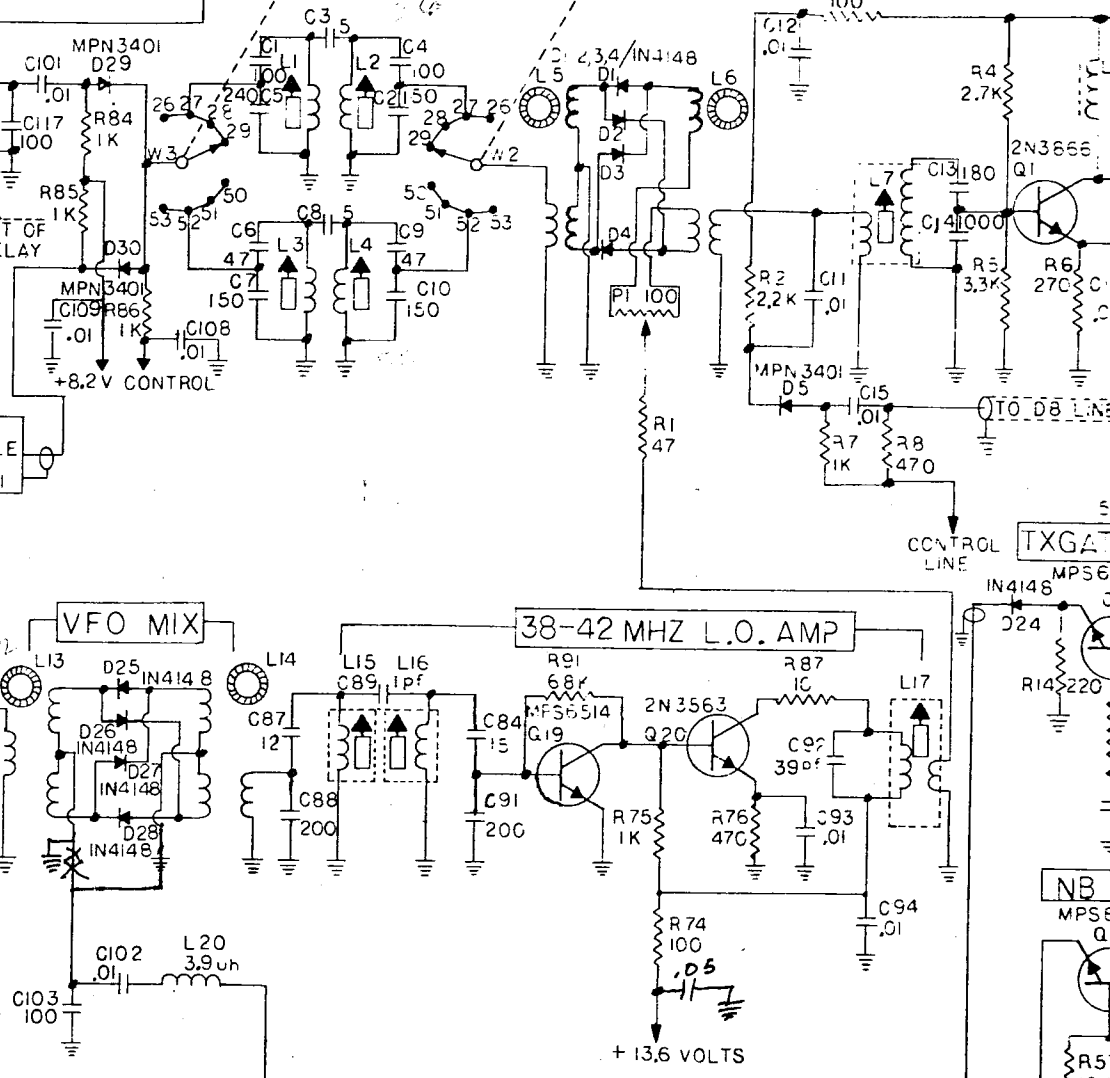 C3
5
C12
.01
100
MPN3401
D29
C101
.01
C1
100
L1
L2
C4
100
L5
D1
D2
D3
D4
/IN4148
L6
R4
2.7K
C117
100
R84
1K
26
27
28
29
240
C5
C2
150
27
26
28
29
W3
W2
2N3866
Q1
L7
C13
180
C14
1000
R85
1K
53
52
51
50
C8
5
C6
47
L3
L4
C9
47
51
52
53
C7
150
C10
150
D30
MPN3401
C109
.01
R86
1K
C108
.01
+8.2V CONTROL
P1 100
R2
2.2K
C11
.01
R5
3.3K
R6
270
MPN3401
D5
C15
.01
TO D8 LINE
R1
47
R7
1K
R8
470
CONTROL
LINE
TXGAT
MPS6
IN4148
D24
R14
220
VFO MIX
38-42 MHZ L.O. AMP
L13
D25
IN4148
L14
L15
L16
C89
1pf
R91
68K
R87
10
L17
C87
12
MPS6514
Q19
2N3563
Q20
C84
15
C92
39pf
D26
IN4148
D27
IN4148
D28
IN4148
C88
200
C91
200
R75
1K
R76
470
C93
.01
NB
MPS6
Q
R74
100
C94
.01
C102
.01
L20
3.9uh
.05
C103
100
+13.6 VOLTS
R5